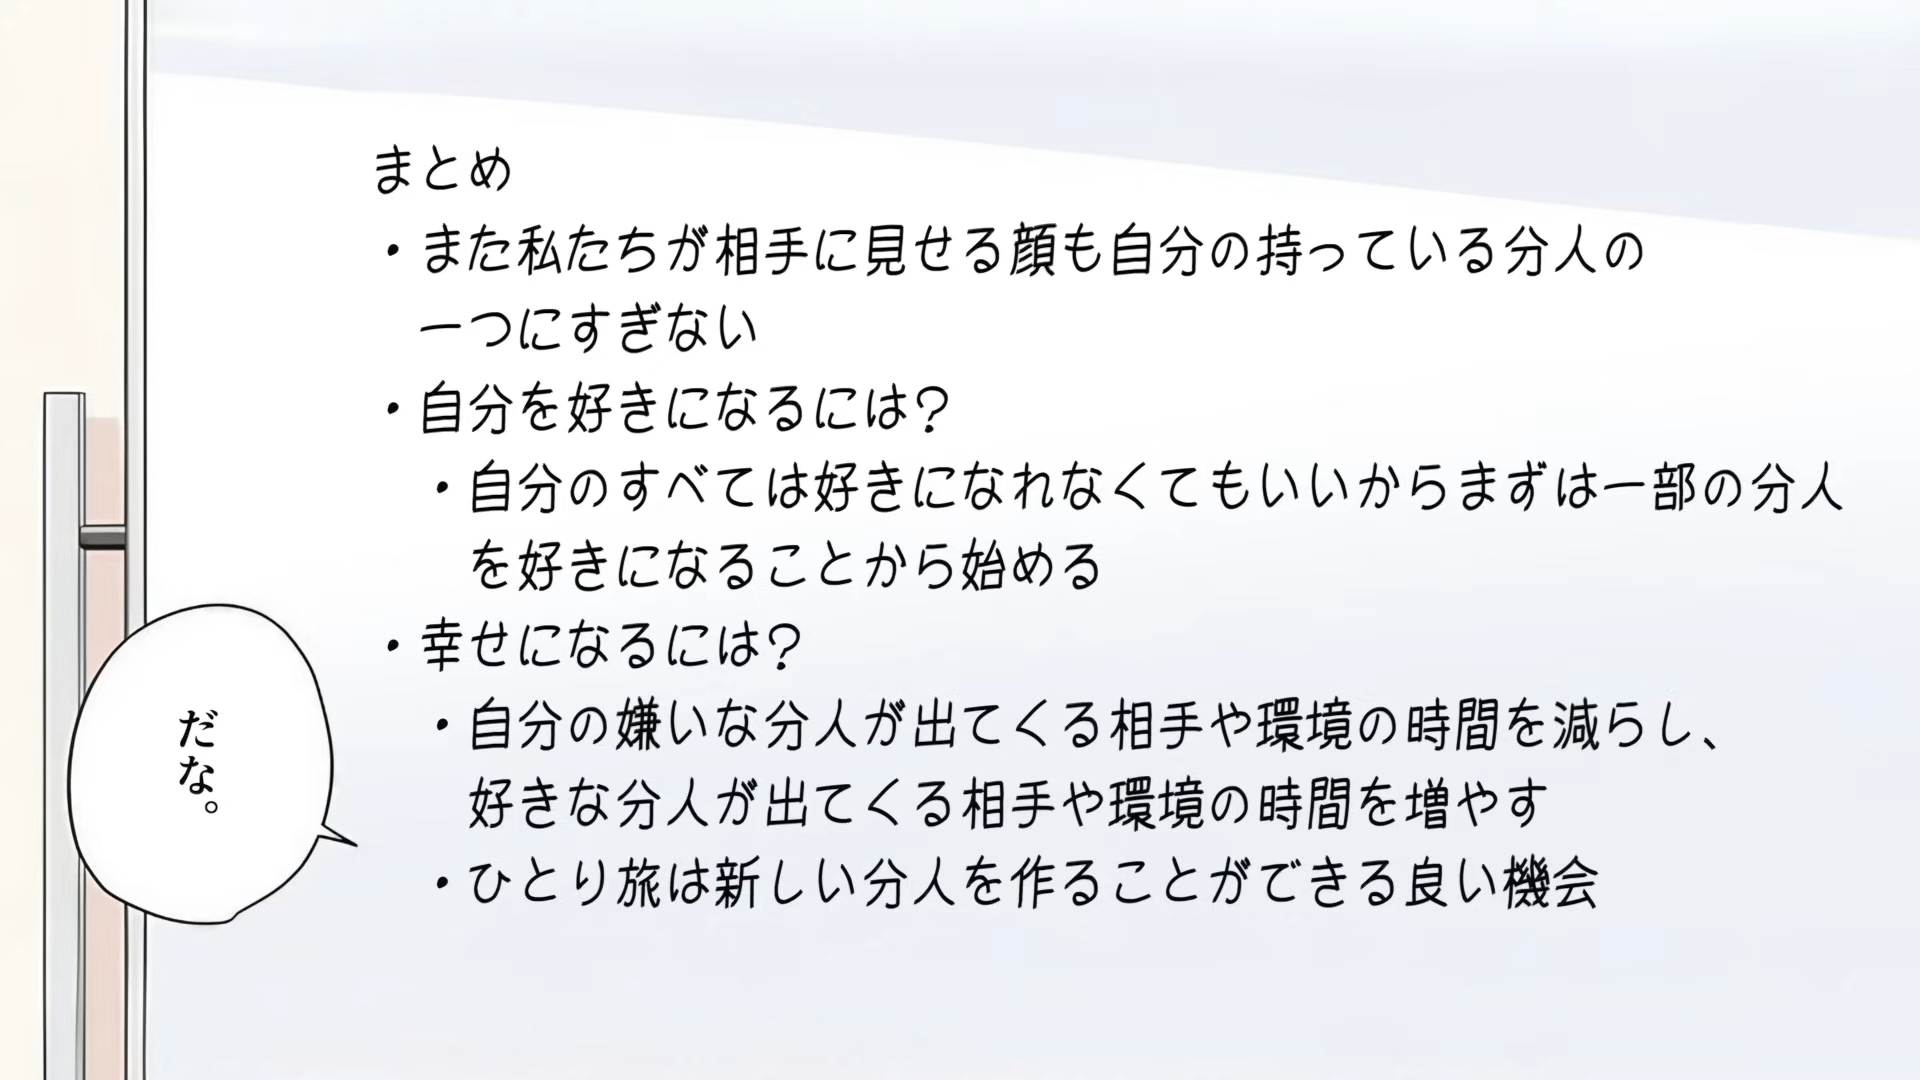 まとめ
・また私たちが相手に見せる顔も自分の持っている分人の
一つにすぎない
・自分を好きになるには？
・自分のすべては好きになれなくてもいいからまずは一部の分人
を好きになることから始める
・幸せになるには？
・自分の嫌いな分人が出てくる相手や環境の時間を減らし、
好きな分人が出てくる相手や環境の時間を増やす
・ひとり旅は新しい分人を作ることができる良い機会
だな。